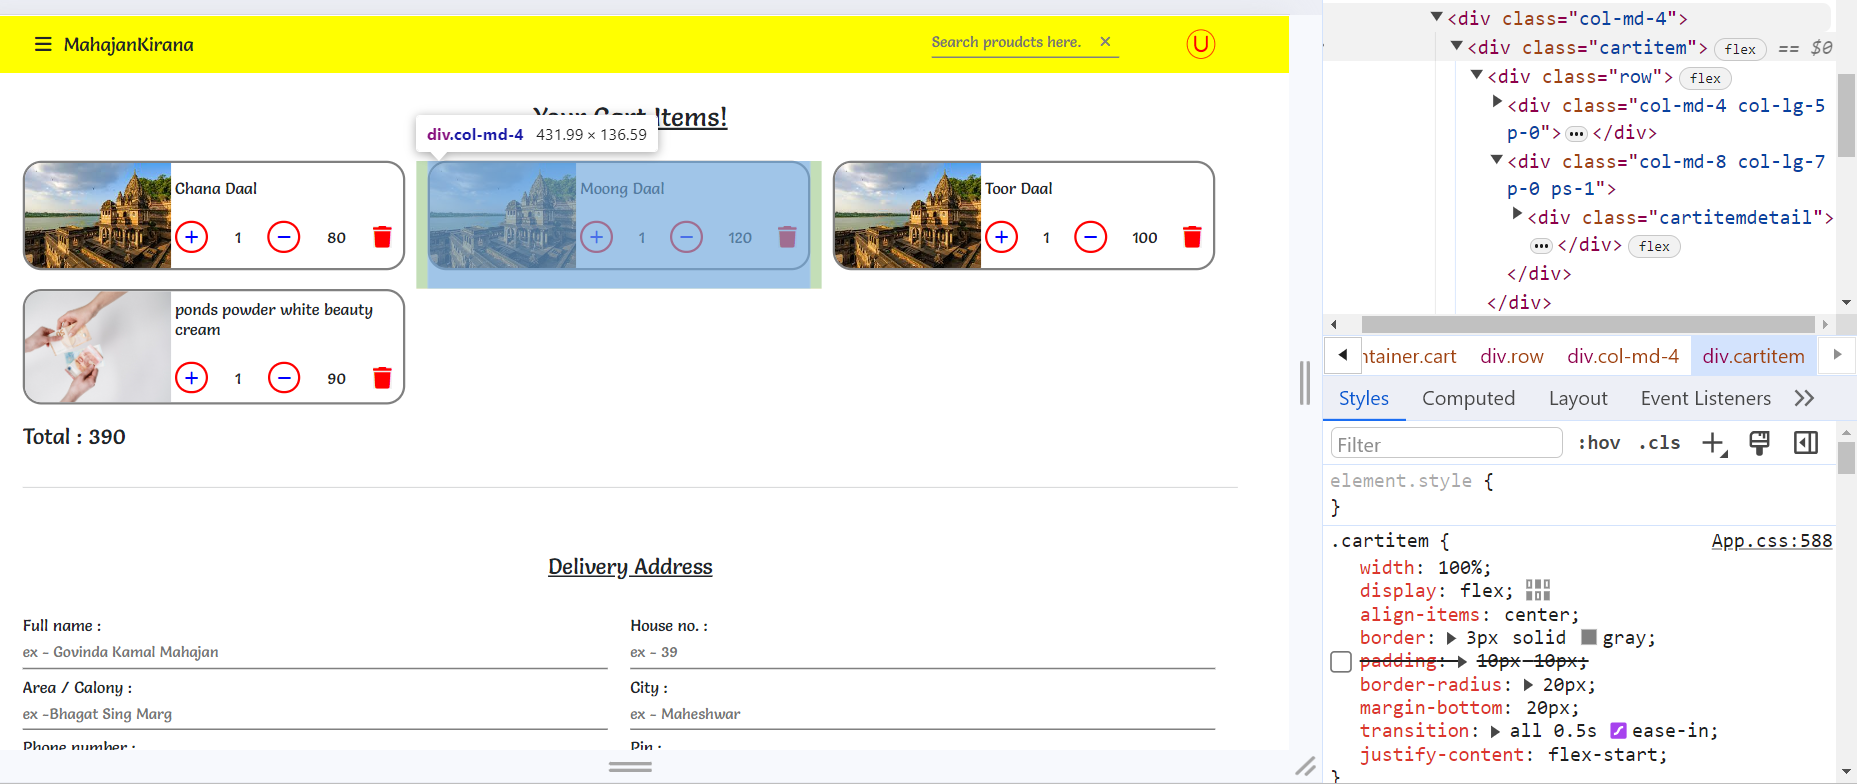 MahajanKirana
Search proudcts here.
U
Your Cart Items!
div.col-md-4 431.99 × 136.59
Chana Daal
1
80
Moong Daal
1
120
Toor Daal
1
100
ponds powder white beauty
cream
1
90
Total : 390
Delivery Address
Full name :
ex - Govinda Kamal Mahajan
House no. :
ex - 39
Area / Calony :
ex -Bhagat Sing Marg
City :
ex - Maheshwar
Phone number :
Pin :
<div class="col-md-4">
<div class="cartitem"> flex == $0
<div class="row"> flex
<div class="col-md-4 col-lg-5
p-0"> ... </div>
<div class="col-md-8 col-lg-7
p-0 ps-1">
<div class="cartitemdetail">
... </div> flex
</div>
</div>
ntainer.cart div.row div.col-md-4 div.cartitem
Styles Computed Layout Event Listeners
Filter :hov .cls
element.style {
}
.cartitem { App.css:588
width: 100%;
display: flex;
align-items: center;
border: 3px solid gray;
padding: 10px 10px;
border-radius: 20px;
margin-bottom: 20px;
transition: all 0.5s ease-in;
justify-content: flex-start;
}